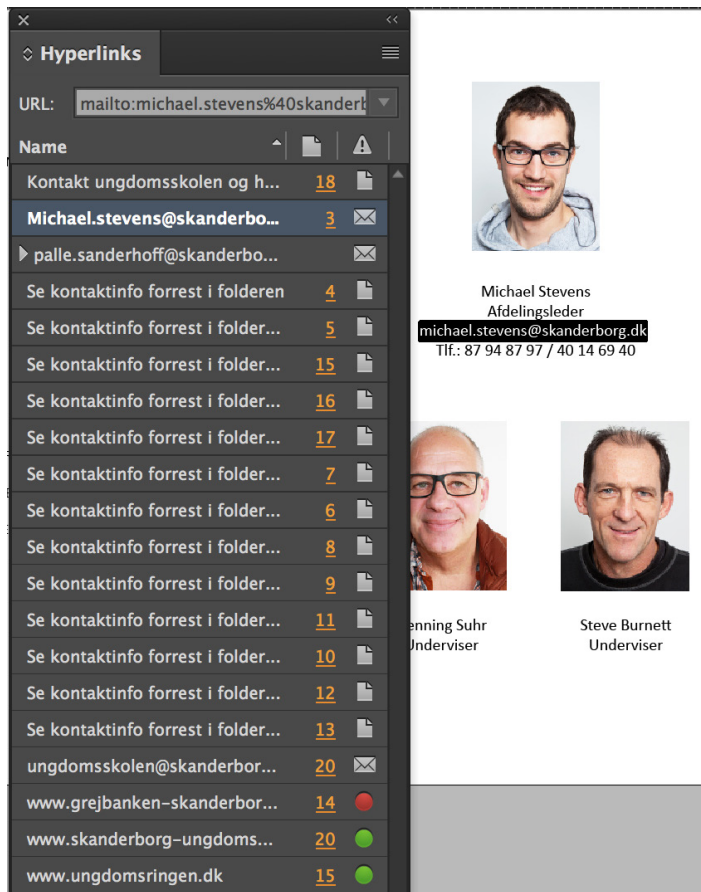 Hyperlinks
URL: mailto:michael.stevens%40skander
Name
Kontakt ungdomsskolen og h... 18
Michael.stevens@skanderbo... 3
palle.sanderhoff@skanderbo...
Se kontaktinfo forrest i folderen 4
Se kontaktinfo forrest i folder... 5
Se kontaktinfo forrest i folder... 15
Se kontaktinfo forrest i folder... 16
Se kontaktinfo forrest i folder... 17
Se kontaktinfo forrest i folder... 7
Se kontaktinfo forrest i folder... 6
Se kontaktinfo forrest i folder... 8
Se kontaktinfo forrest i folder... 9
Se kontaktinfo forrest i folder... 11
Se kontaktinfo forrest i folder... 10
Se kontaktinfo forrest i folder... 12
Se kontaktinfo forrest i folder... 13
ungdomsskolen@skanderbor... 20
www.grejbanken-skanderbor... 14
www.skanderborg-ungdoms... 20
www.ungdomsringen.dk 15
Michael Stevens
Afdelingsleder
michael.stevens@skanderborg.dk
Tlf.: 87 94 87 97 / 40 14 69 40
enning Suhr
Underviser
Steve Burnett
Underviser